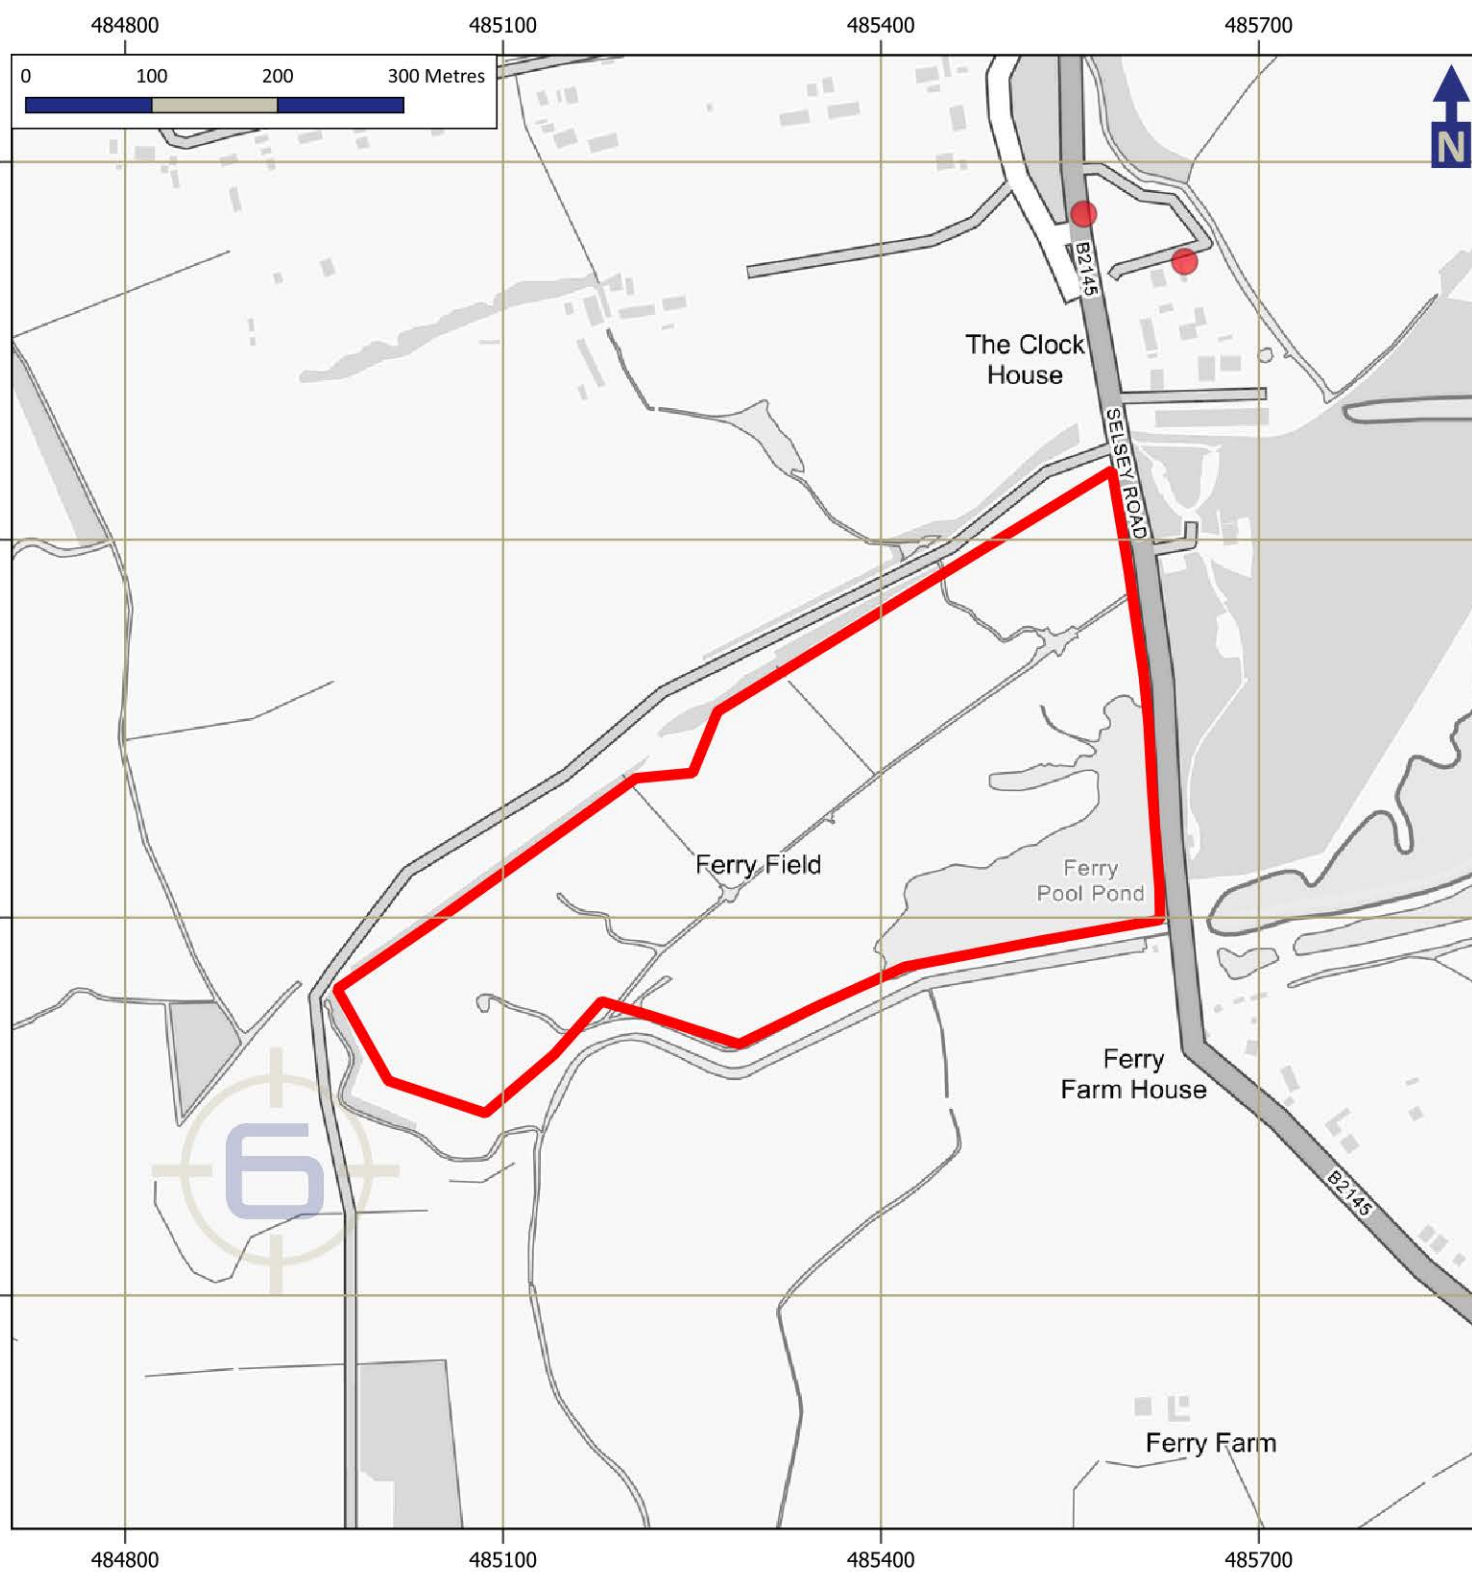 484800 485100 485400 485700
0 100 200 300 Metres
N
B2145
The Clock
House
SELSEY ROAD
Ferry Field
Ferry
Pool Pond
Ferry
Farm House
6
B2145
Ferry Farm
484800 485100 485400 485700